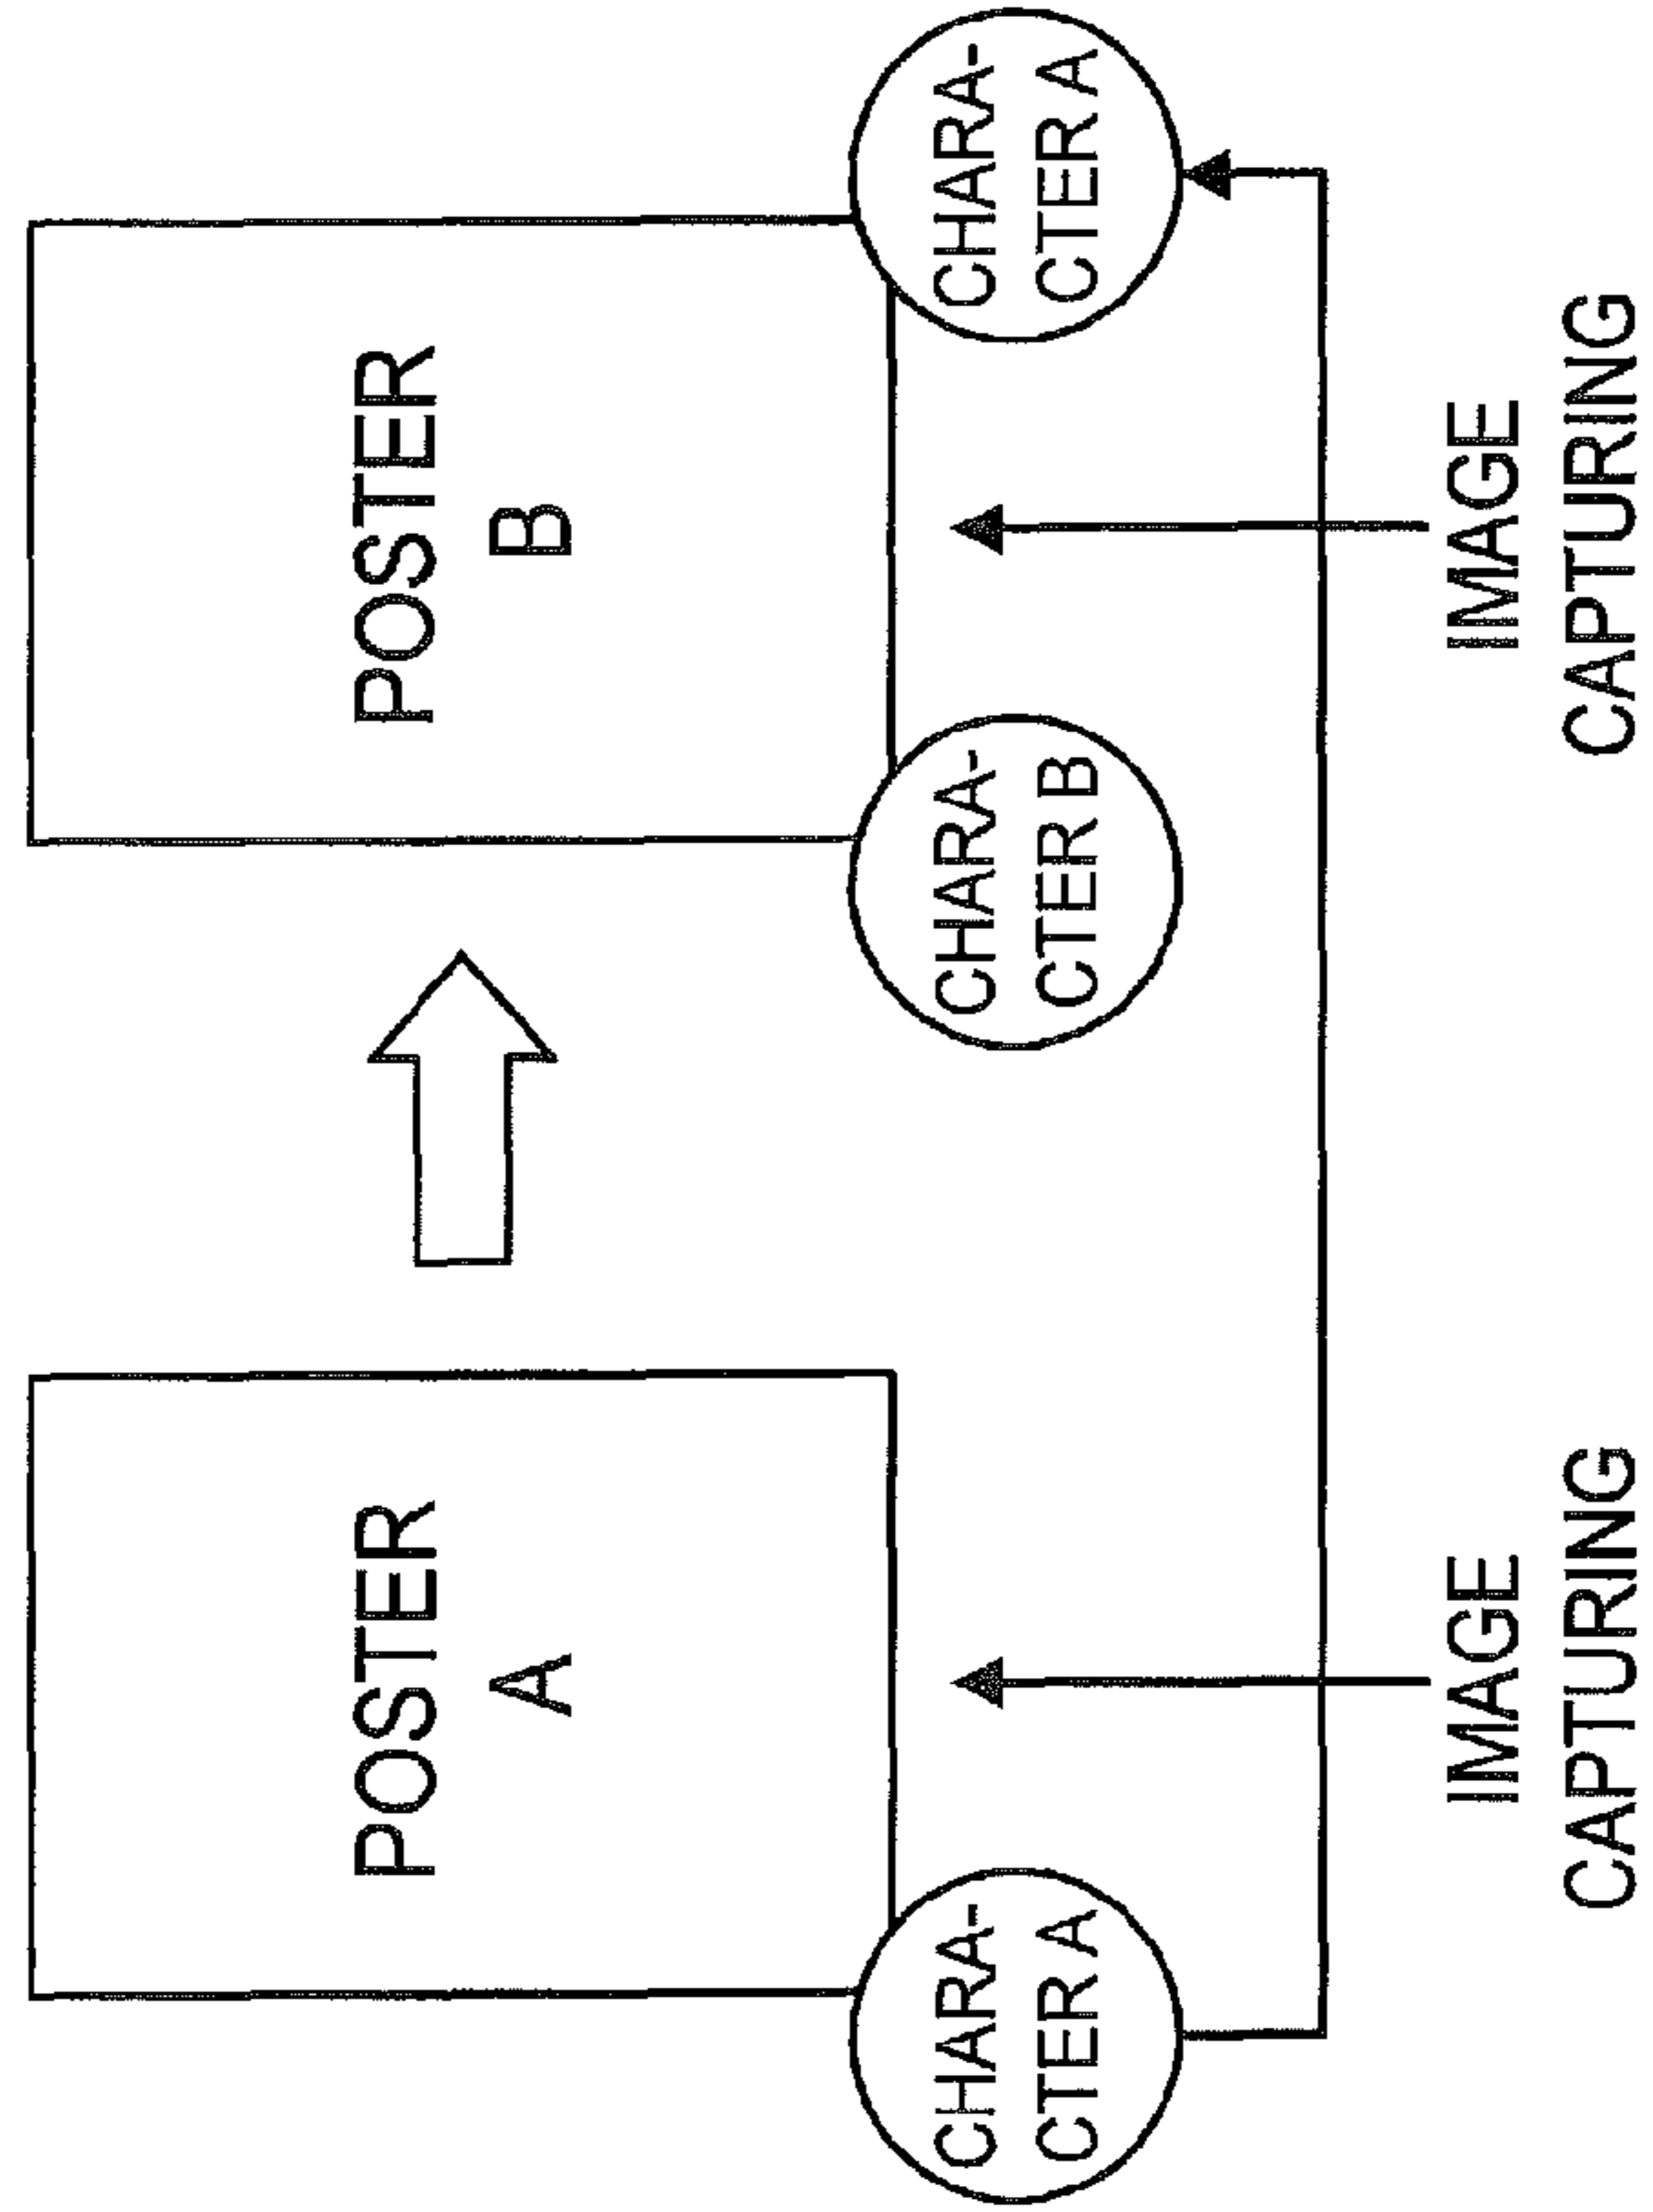 POSTER
A
CHARA-
CTER A
IMAGE
CAPTURING
POSTER
B
CHARA-
CTER B
CHARA-
CTER A
IMAGE
CAPTURING